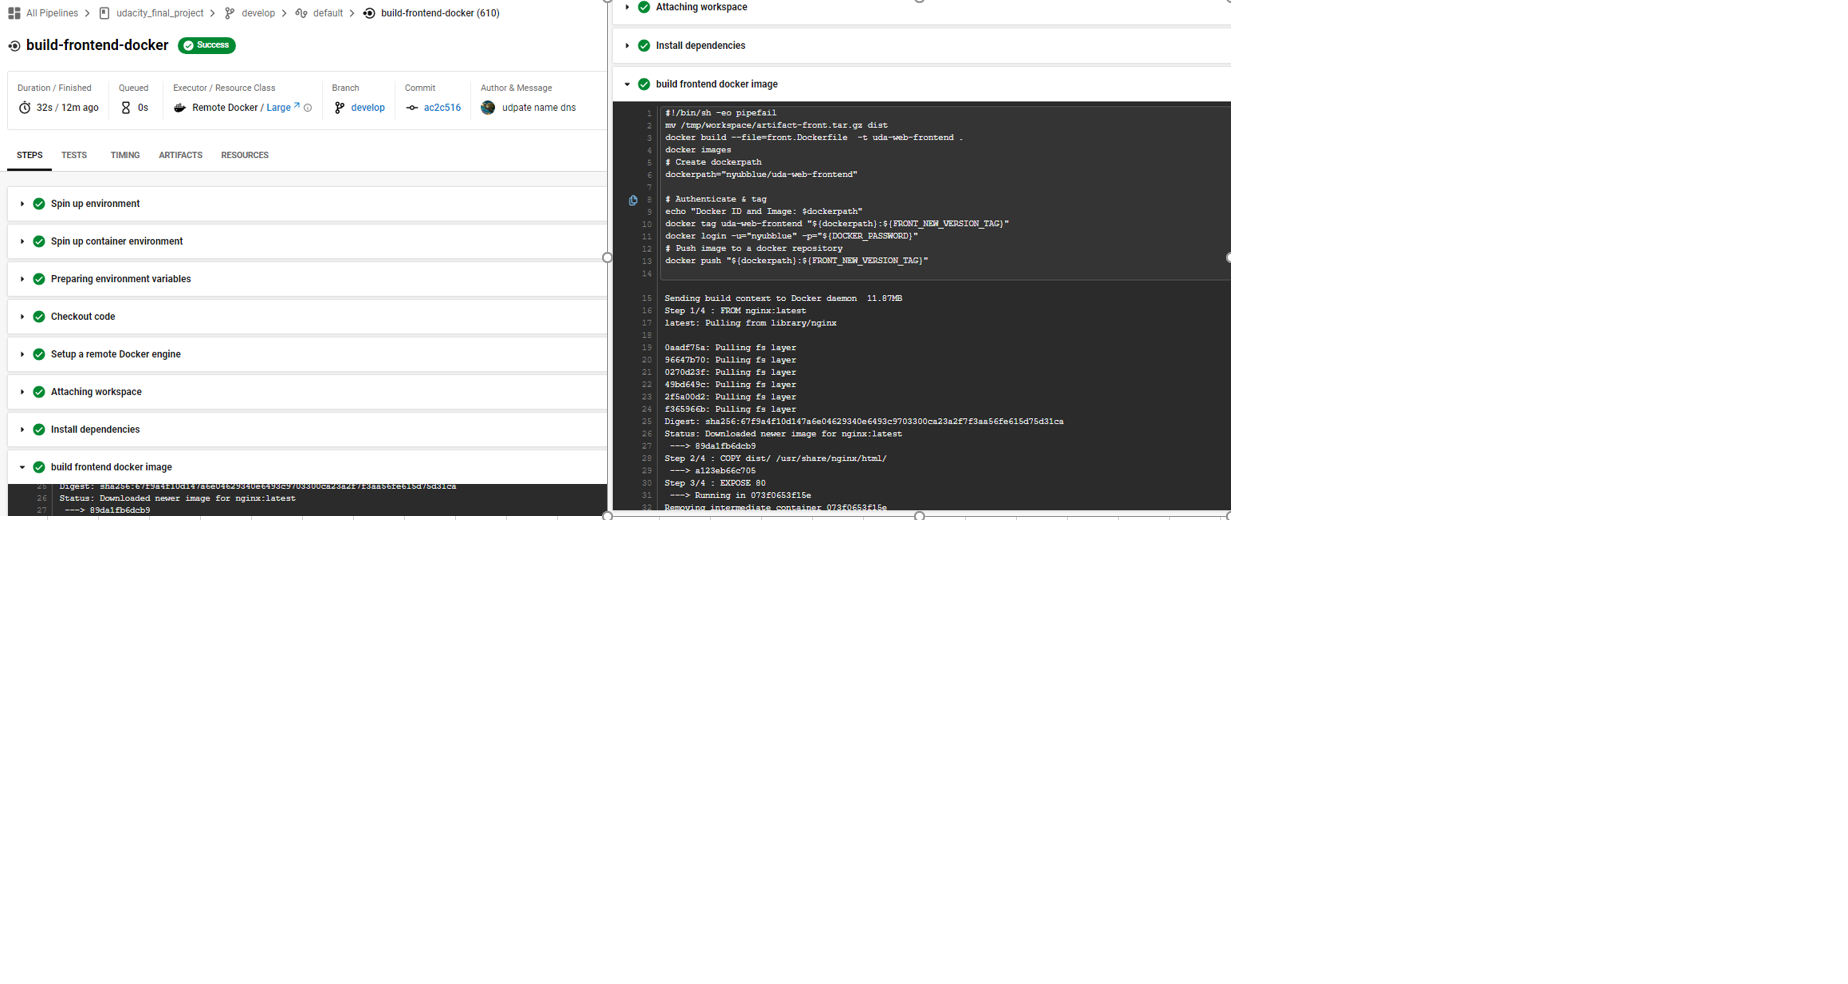 All Pipelines > udacity_final_project > develop > default > build-frontend-docker (610)
build-frontend-docker Success
Duration / Finished Queued Executor / Resource Class Branch Commit Author & Message
32s / 12m ago 0s Remote Docker / Large develop ac2c516 udpate name dns
STEPS TESTS TIMING ARTIFACTS RESOURCES
Spin up environment
Spin up container environment
Preparing environment variables
Checkout code
Setup a remote Docker engine
Attaching workspace
Install dependencies
build frontend docker image
25 Digest: sha256:67f9a4f10d147a6e04629340e6493c9703300ca23a2f7f3aa56fe615d75d31ca
26 Status: Downloaded newer image for nginx:latest
27 ---> 89da1fb6dcb9
Attaching workspace
Install dependencies
build frontend docker image
1 #!/bin/sh -eo pipefail
2 mv /tmp/workspace/artifact-front.tar.gz dist
3 docker build --file=front.Dockerfile -t uda-web-frontend .
4 docker images
5 # Create dockerpath
6 dockerpath="nyubblue/uda-web-frontend"
7
8 # Authenticate & tag
9 echo "Docker ID and Image: $dockerpath"
10 docker tag uda-web-frontend "${dockerpath}:${FRONT_NEW_VERSION_TAG}"
11 docker login -u="nyubblue" -p="${DOCKER_PASSWORD}"
12 # Push image to a docker repository
13 docker push "${dockerpath}:${FRONT_NEW_VERSION_TAG}"
14
15 Sending build context to Docker daemon 11.87MB
16 Step 1/4 : FROM nginx:latest
17 latest: Pulling from library/nginx
18
19 0aadf75a: Pulling fs layer
20 96647b70: Pulling fs layer
21 0270d23f: Pulling fs layer
22 49bd649c: Pulling fs layer
23 2f5a00d2: Pulling fs layer
24 f365966b: Pulling fs layer
25 Digest: sha256:67f9a4f10d147a6e04629340e6493c9703300ca23a2f7f3aa56fe615d75d31ca
26 Status: Downloaded newer image for nginx:latest
27 ---> 89da1fb6dcb9
28 Step 2/4 : COPY dist/ /usr/share/nginx/html/
29 ---> a123eb66c705
30 Step 3/4 : EXPOSE 80
31 ---> Running in 073f0653f15e
32 Removing intermediate container 073f0653f15e